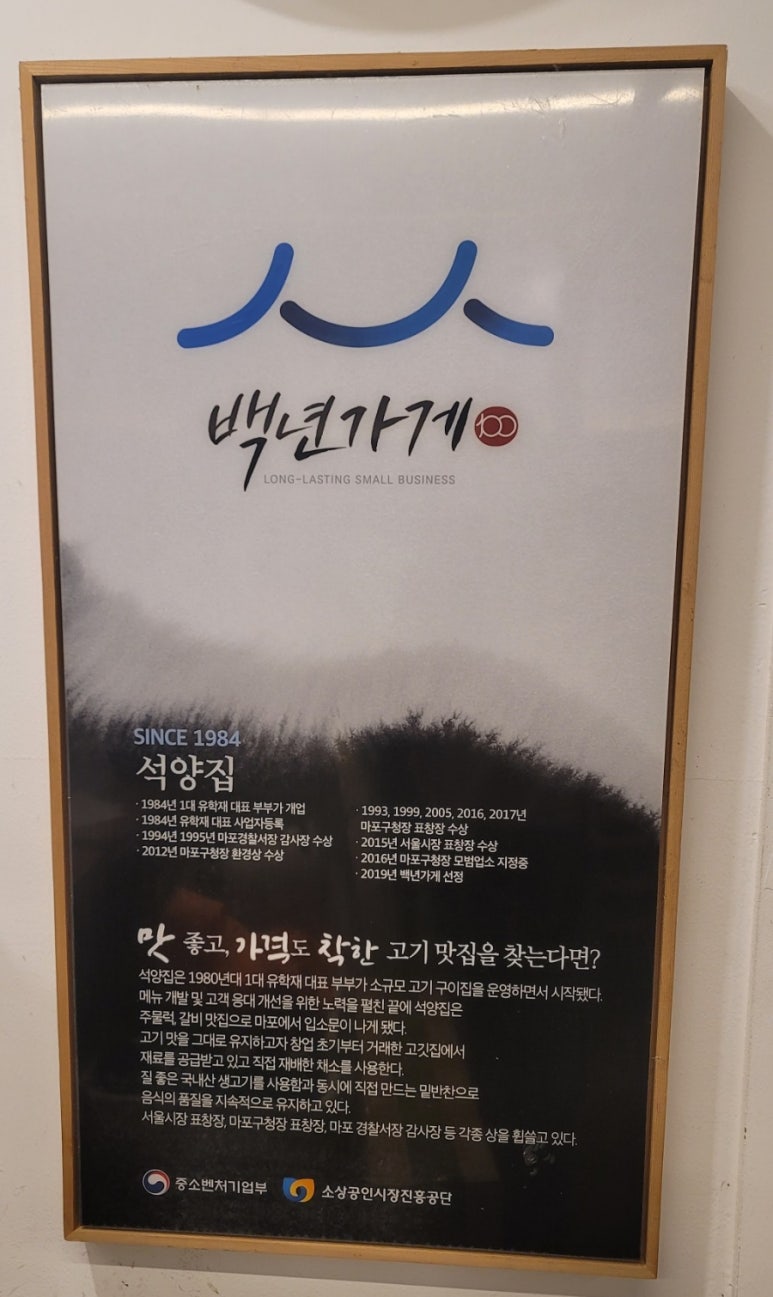 백년가게 100
LONG-LASTING SMALL BUSINESS
SINCE 1984
석양집
· 1984년 1대 유학재 대표 부부가 개업
· 1984년 유학재 대표 사업자등록
· 1994년 1995년 마포경찰서장 감사장 수상
· 2012년 마포구청장 환경상 수상
· 1993, 1999, 2005, 2016, 2017년
마포구청장 표창장 수상
· 2015년 서울시장 표창장 수상
· 2016년 마포구청장 모범업소 지정중
· 2019년 백년가게 선정
맛 좋고, 가격도 착한 고기 맛집을 찾는다면?
석양집은 1980년대 1대 유학재 대표 부부가 소규모 고기 구이집을 운영하면서 시작됐다.
메뉴 개발 및 고객 응대 개선을 위한 노력을 펼친 끝에 석양집은
주물럭, 갈비 맛집으로 마포에서 입소문이 나게 됐다.
고기 맛을 그대로 유지하고자 창업 초기부터 거래한 고깃집에서
재료를 공급받고 있고 직접 재배한 채소를 사용한다.
질 좋은 국내산 생고기를 사용함과 동시에 직접 만드는 밑반찬으로
음식의 품질을 지속적으로 유지하고 있다.
서울시장 표창장, 마포구청장 표창장, 마포 경찰서장 감사장 등 각종 상을 휩쓸고 있다.
중소벤처기업부 소상공인시장진흥공단